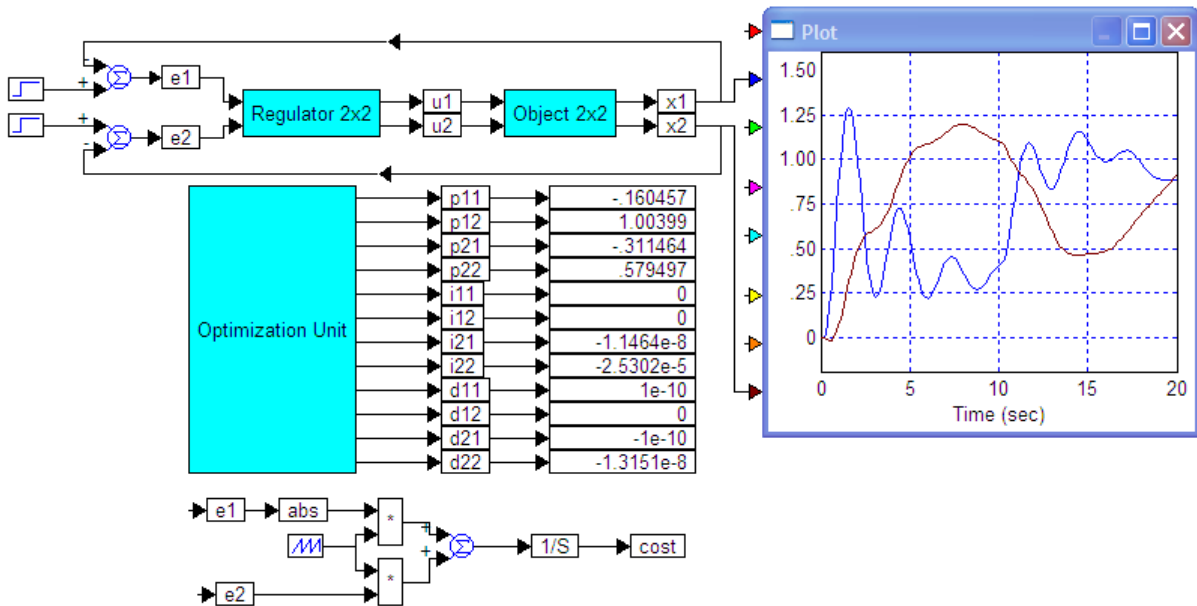 Plot
- + e1 Regulator 2x2 u1 Object 2x2 x1
+ - e2 u2 x2
Σ
Σ
Optimization Unit
p11 -.160457
p12 1.00399
p21 -.311464
p22 .579497
i11 0
i12 0
i21 -1.1464e-8
i22 -2.5302e-5
d11 1e-10
d12 0
d21 -1e-10
d22 -1.3151e-8
1.50
1.25
1.00
.75
.50
.25
0
0 5 10 15 20
Time (sec)
e1 abs *
+
+ Σ 1/S cost
e2 *